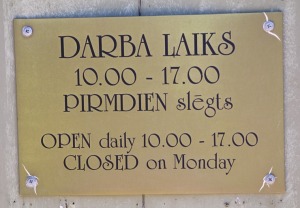 DARBA LAIKS
10.00 - 17.00
PIRMDIEN slēgts
OPEN daily 10.00 - 17.00
CLOSED on Monday